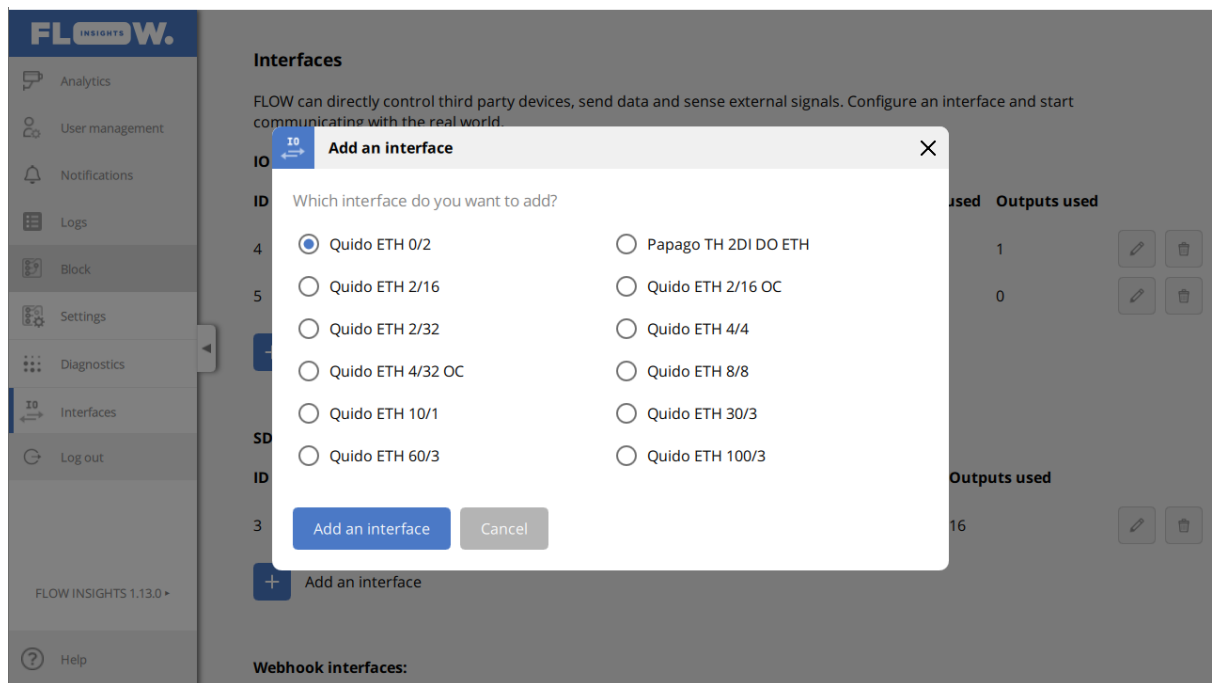 FLOW.
INSIGHTS
Analytics
User management
Notifications
Logs
Block
Settings
Diagnostics
IO
Interfaces
Log out
FLOW INSIGHTS 1.13.0
Help
Interfaces
FLOW can directly control third party devices, send data and sense external signals. Configure an interface and start
communicating with the real world.
IO
ID used Outputs used
4 1
5 0
IO Add an interface
Which interface do you want to add?
Quido ETH 0/2 Papago TH 2DI DO ETH
Quido ETH 2/16 Quido ETH 2/16 OC
Quido ETH 2/32 Quido ETH 4/4
Quido ETH 4/32 OC Quido ETH 8/8
Quido ETH 10/1 Quido ETH 30/3
Quido ETH 60/3 Quido ETH 100/3
Add an interface Cancel
SD
ID Outputs used
3 16
+ Add an interface
Webhook interfaces: